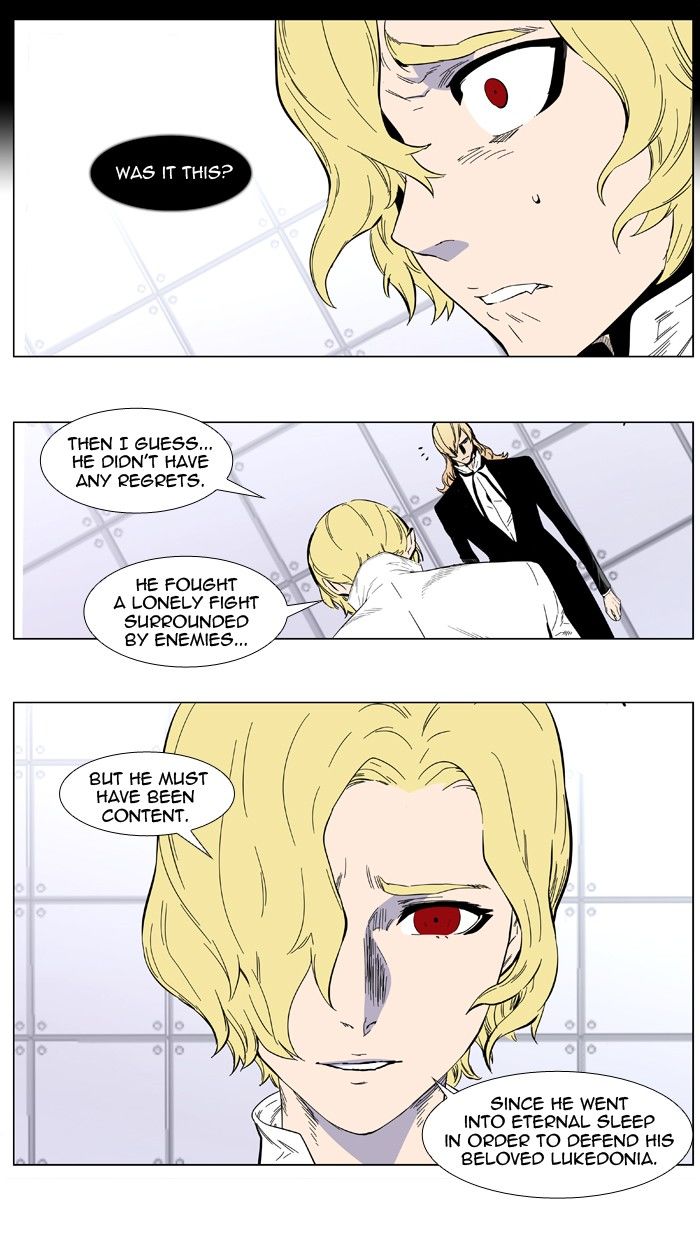 WAS IT THIS?
THEN I GUESS...
HE DIDN'T HAVE
ANY REGRETS.
HE FOUGHT
A LONELY FIGHT
SURROUNDED
BY ENEMIES...
BUT HE MUST
HAVE BEEN
CONTENT.
SINCE HE WENT
INTO ETERNAL SLEEP
IN ORDER TO DEFEND HIS
BELOVED LUKEDONIA.